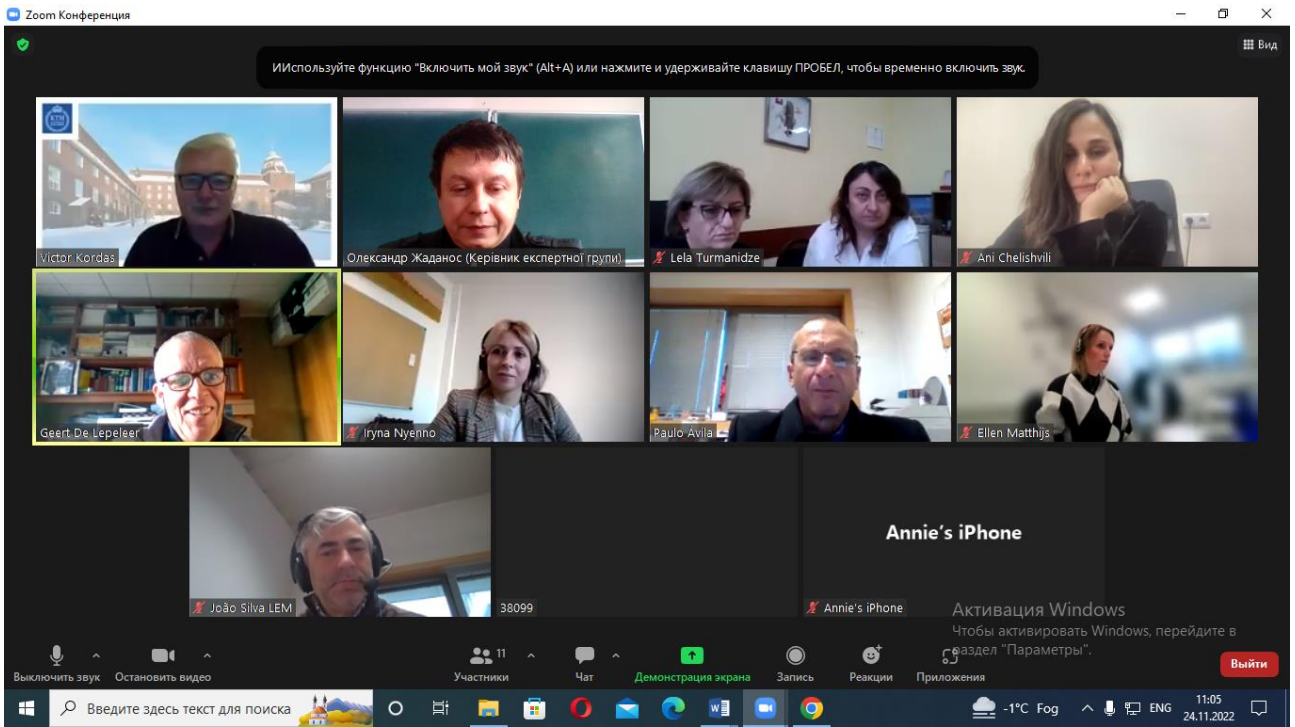 Zoom Конференция
Вид
ИИспользуйте функцию "Включить мой звук" (Alt+A) или нажмите и удерживайте клавишу ПРОБЕЛ, чтобы временно включить звук.
KTH
Victor Kordas
Олександр Жаданос (Керівник експертної групи)
Lela Turmanidze
Ani Chelishvili
Geert De Lepeleer
Iryna Nyenno
Paulo Avila
Ellen Matthijs
Annie's iPhone
João Silva LEM
38099
Annie's iPhone
Активация Windows
Чтобы активировать Windows, перейдите в
раздел "Параметры".
11
Выключить звук
Остановить видео
Участники
Чат
Демонстрация экрана
Запись
Реакции
Приложения
Выйти
Введите здесь текст для поиска
-1°C Fog
ENG
11:05
24.11.2022